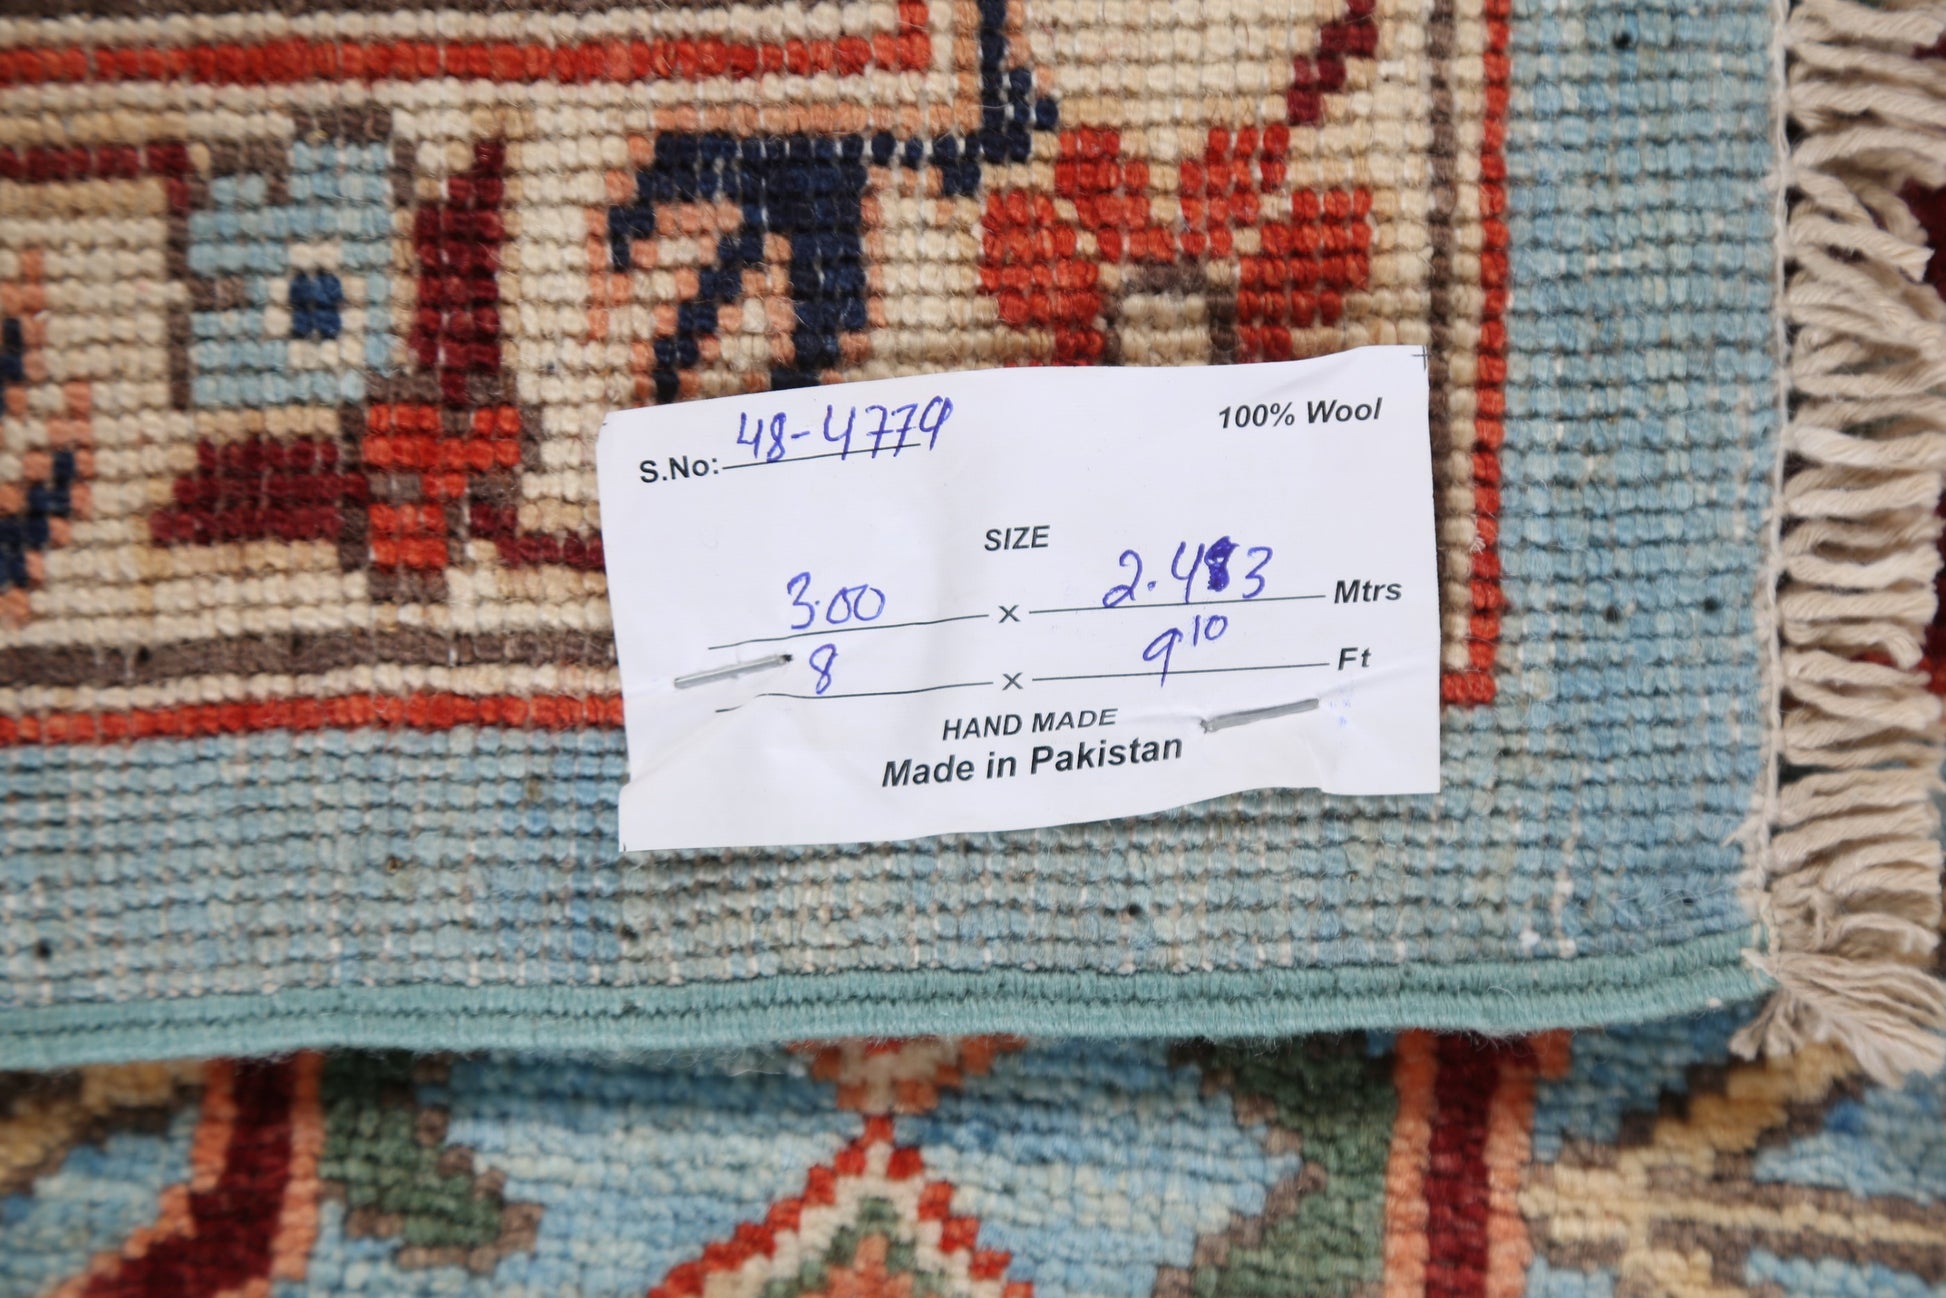 S.No: 48-4779
100% Wool
SIZE
3.00 x 2.43 Mtrs
8 x 9 10 Ft
HAND MADE
Made in Pakistan